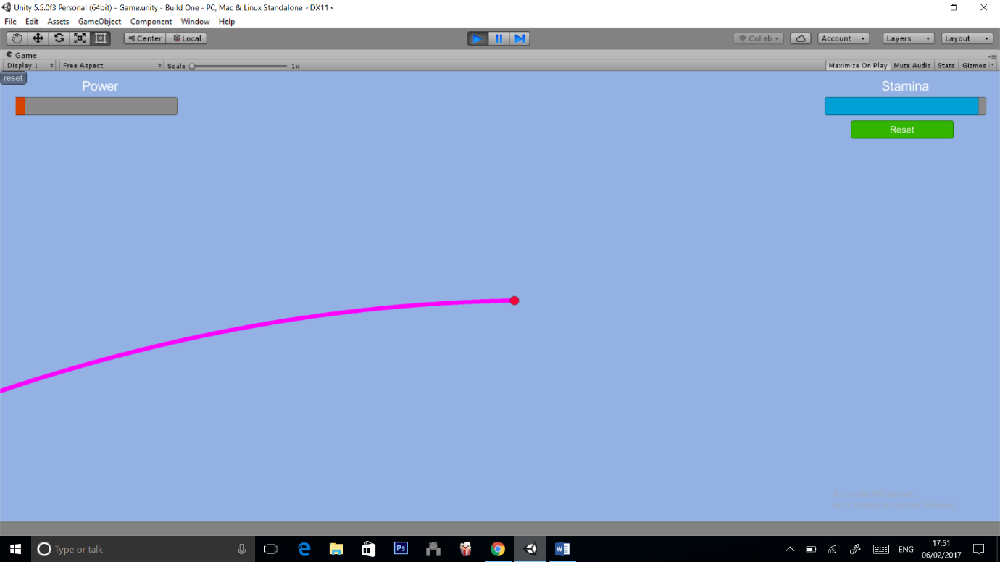 Unity 5.5.0f3 Personal (64bit) - Game.unity - Build One - PC, Mac & Linux Standalone <DX11>
File Edit Assets GameObject Component Window Help
Center Local Collab Account Layers Layout
Game
Display 1 Free Aspect Scale 1x Maximize On Play Mute Audio Stats Gizmos
reset
Power Stamina
Reset
Activate Windows
Type or talk Ps ENG 17:51
06/02/2017